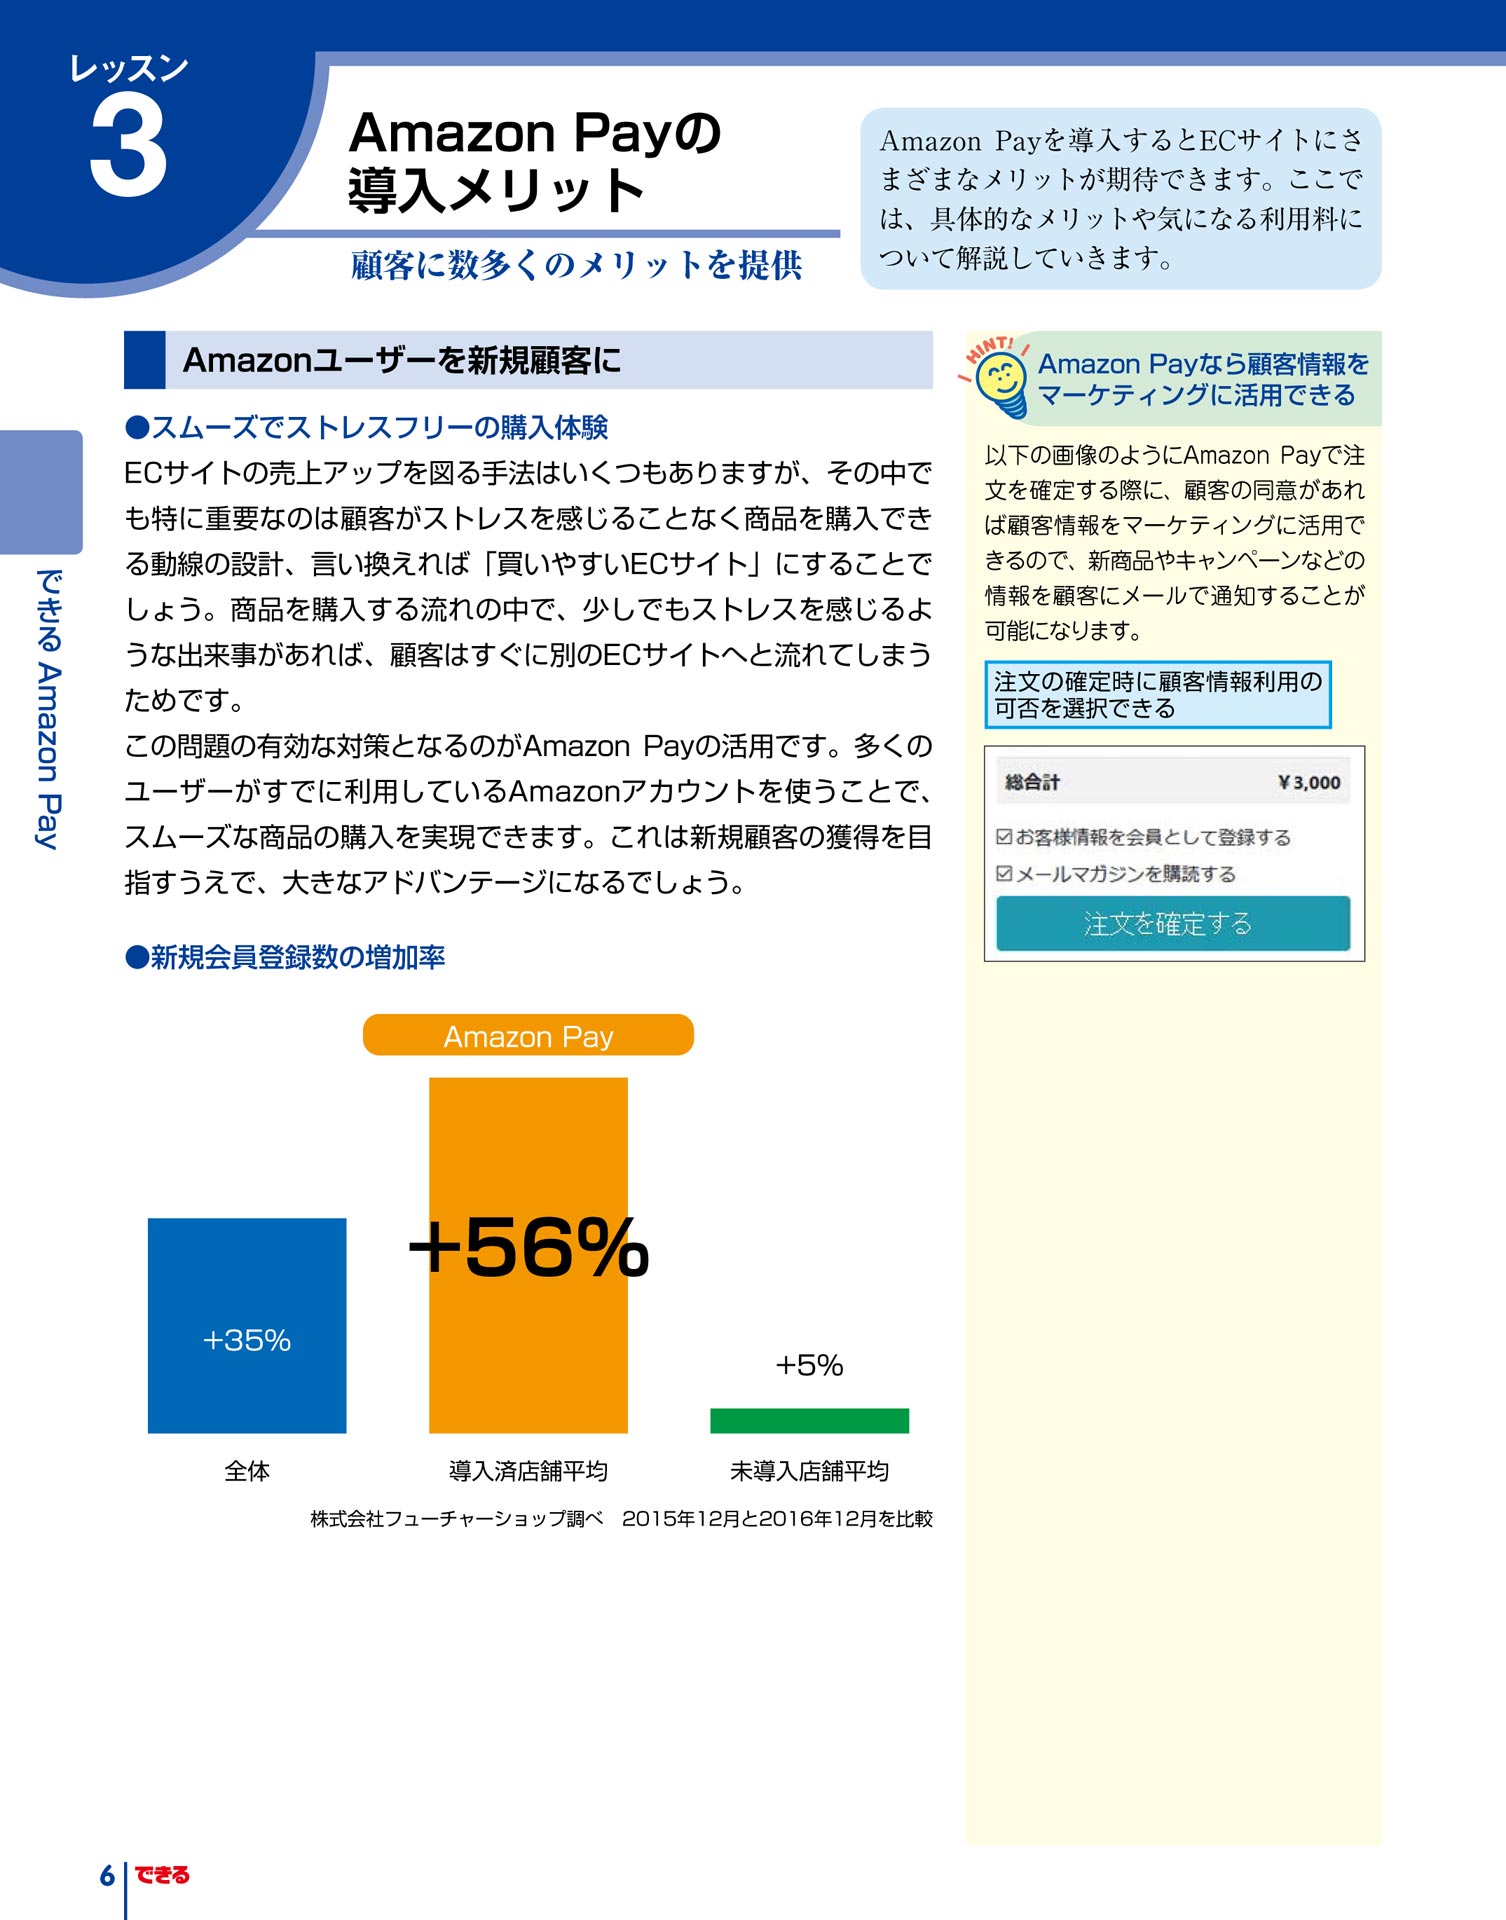 レッスン
3
Amazon Payの
導入メリット
顧客に数多くのメリットを提供
Amazon Payを導入するとECサイトにさ
まざまなメリットが期待できます。ここで
は、具体的なメリットや気になる利用料に
ついて解説していきます。
Amazonユーザーを新規顧客に
●スムーズでストレスフリーの購入体験
ECサイトの売上アップを図る手法はいくつもありますが、その中で
も特に重要なのは顧客がストレスを感じることなく商品を購入でき
る動線の設計、言い換えれば「買いやすいECサイト」にすることで
しょう。商品を購入する流れの中で、少しでもストレスを感じるよ
うな出来事があれば、顧客はすぐに別のECサイトへと流れてしまう
ためです。
この問題の有効な対策となるのがAmazon Payの活用です。多くの
ユーザーがすでに利用しているAmazonアカウントを使うことで、
スムーズな商品の購入を実現できます。これは新規顧客の獲得を目
指すうえで、大きなアドバンテージになるでしょう。
●新規会員登録数の増加率
Amazon Pay
+35%
+56%
+5%
全体
導入済店舗平均
未導入店舗平均
株式会社フューチャーショップ調べ　2015年12月と2016年12月を比較
HINT!
Amazon Payなら顧客情報を
マーケティングに活用できる
以下の画像のようにAmazon Payで注
文を確定する際に、顧客の同意があれ
ば顧客情報をマーケティングに活用で
きるので、新商品やキャンペーンなどの
情報を顧客にメールで通知することが
可能になります。
注文の確定時に顧客情報利用の
可否を選択できる
総合計 ¥3,000
☑お客様情報を会員として登録する
☑メールマガジンを購読する
注文を確定する
できる Amazon Pay
6 できる